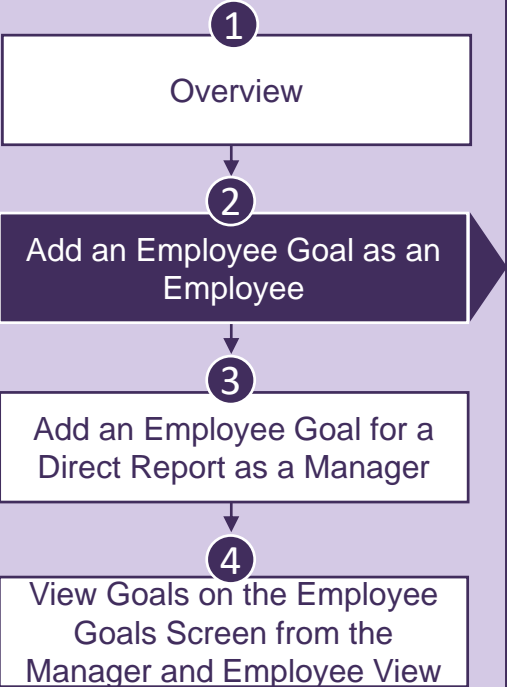 1
Overview
2
Add an Employee Goal as an
Employee
3
Add an Employee Goal for a
Direct Report as a Manager
4
View Goals on the Employee
Goals Screen from the
Manager and Employee View